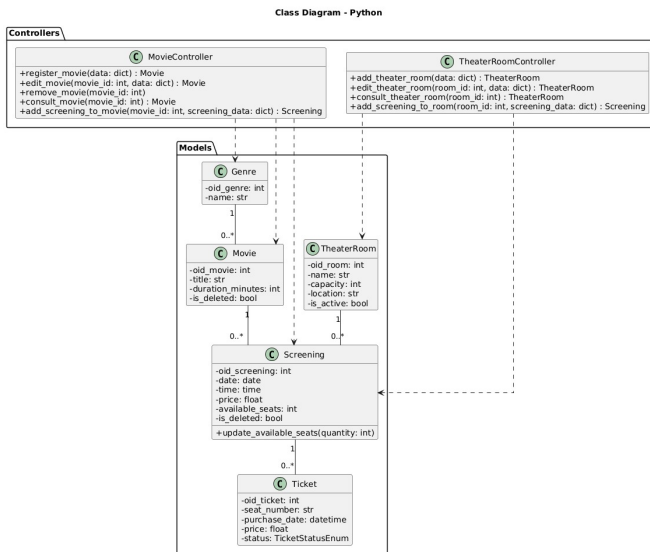 Class Diagram - Python
Controllers
C MovieController
+register_movie(data: dict) : Movie
+edit_movie(movie_id: int, data: dict) : Movie
+remove_movie(movie_id: int)
+consult_movie(movie_id: int) : Movie
+add_screening_to_movie(movie_id: int, screening_data: dict) : Screening
C TheaterRoomController
+add_theater_room(data: dict) : TheaterRoom
+edit_theater_room(room_id: int, data: dict) : TheaterRoom
+consult_theater_room(room_id: int) : TheaterRoom
+add_screening_to_room(room_id: int, screening_data: dict) : Screening
Models
C Genre
-oid_genre: int
-name: str
1
0..*
C Movie
-oid_movie: int
-title: str
-duration_minutes: int
-is_deleted: bool
C TheaterRoom
-oid_room: int
-name: str
-capacity: int
-location: str
-is_active: bool
1
0..*
1
0..*
C Screening
-oid_screening: int
-date: date
-time: time
-price: float
-available_seats: int
-is_deleted: bool
+update_available_seats(quantity: int)
1
0..*
C Ticket
-oid_ticket: int
-seat_number: str
-purchase_date: datetime
-price: float
-status: TicketStatusEnum